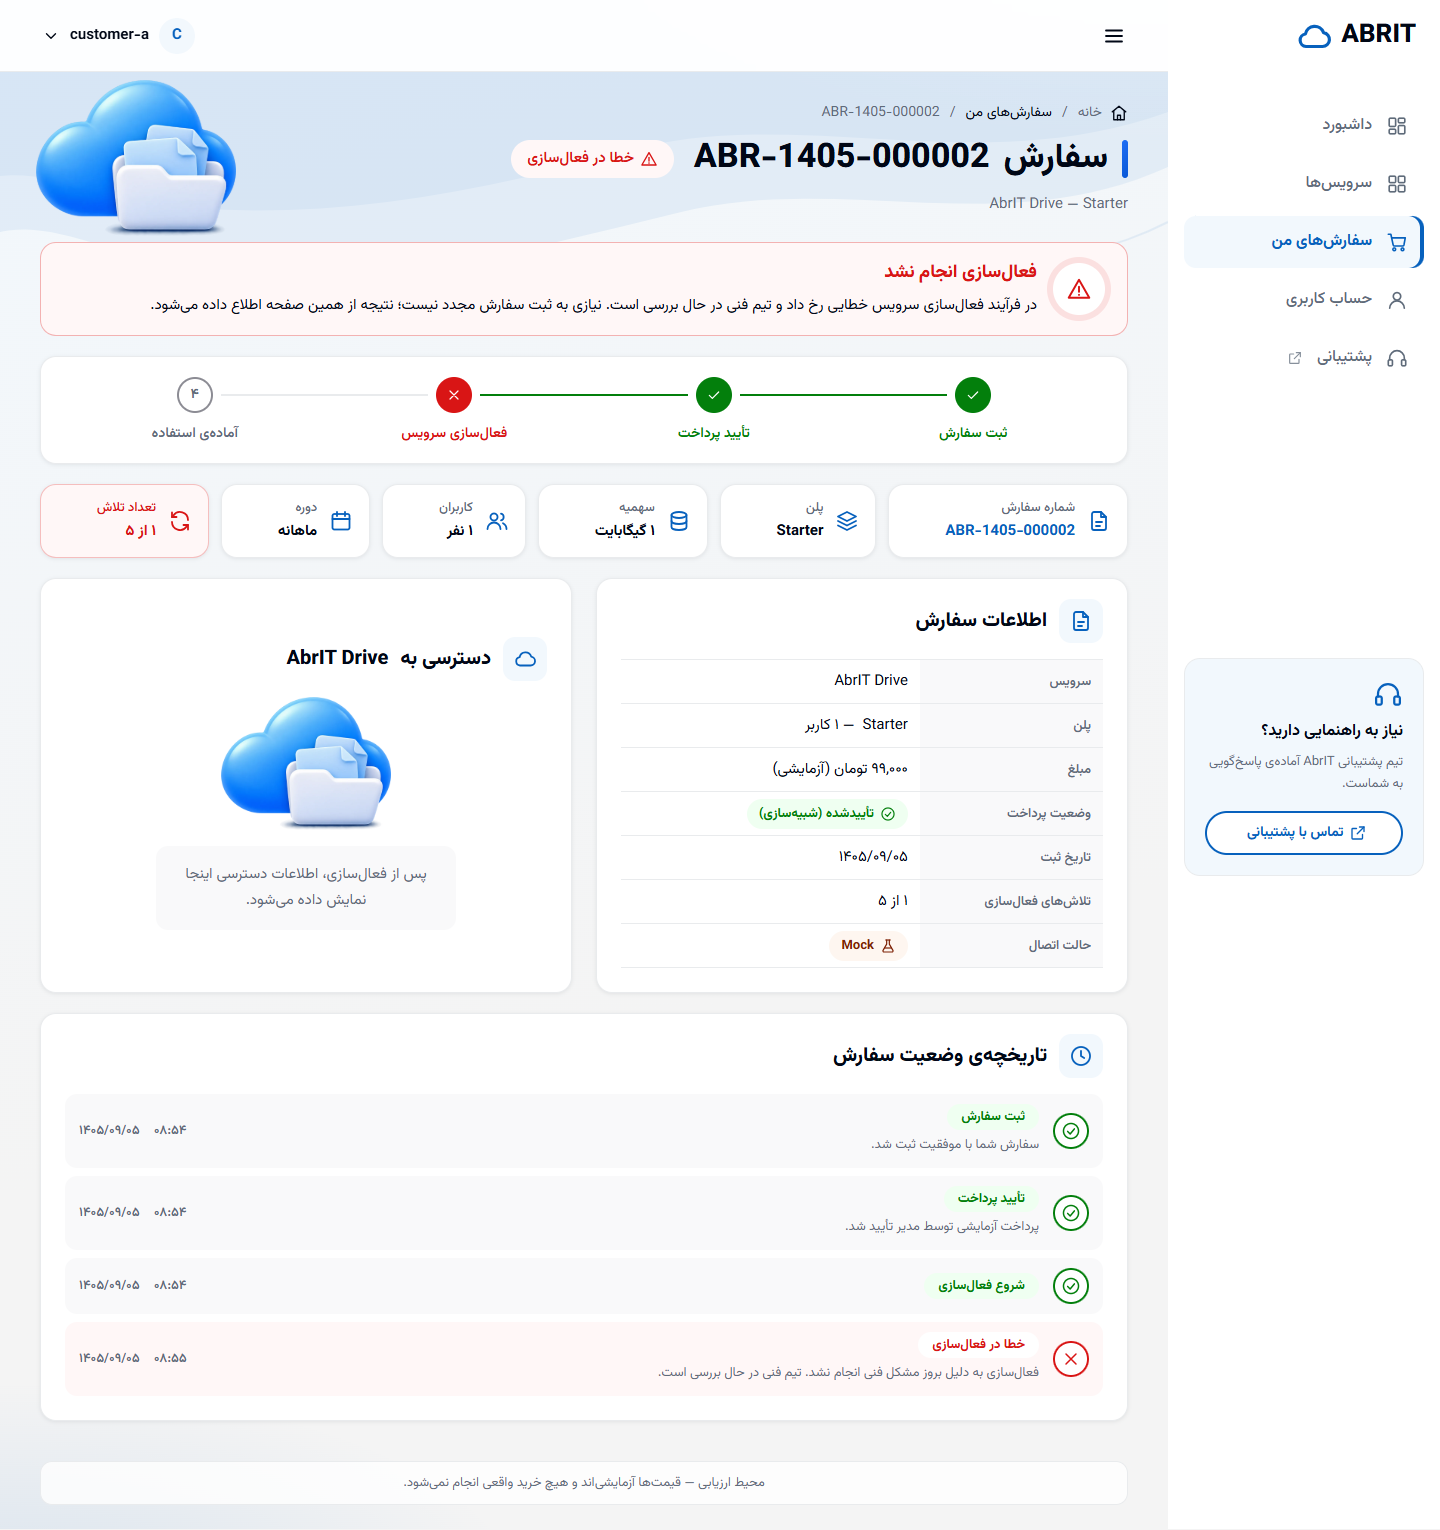 ABRIT
customer-a
C
داشبورد
سرویس‌ها
سفارش‌های من
حساب کاربری
پشتیبانی
نیاز به راهنمایی دارید؟
تیم پشتیبانی AbrIT آماده‌ی پاسخ‌گویی
به شماست.
تماس با پشتیبانی
خانه / سفارش‌های من / ABR-1405-000002
سفارش ABR-1405-000002
خطا در فعال‌سازی
AbrIT Drive — Starter
فعال‌سازی انجام نشد
در فرآیند فعال‌سازی سرویس خطایی رخ داد و تیم فنی در حال بررسی است. نیازی به ثبت سفارش مجدد نیست؛ نتیجه از همین صفحه اطلاع داده می‌شود.
ثبت سفارش
تأیید پرداخت
فعال‌سازی سرویس
۴
آماده‌ی استفاده
شماره سفارش
ABR-1405-000002
پلن
Starter
سهمیه
۱ گیگابایت
کاربران
۱ نفر
دوره
ماهانه
تعداد تلاش
۱ از ۵
اطلاعات سفارش
سرویس AbrIT Drive
پلن Starter — ۱ کاربر
مبلغ ۹۹,۰۰۰ تومان (آزمایشی)
وضعیت پرداخت تأییدشده (شبیه‌سازی)
تاریخ ثبت ۱۴۰۵/۰۹/۰۵
تلاش‌های فعال‌سازی ۱ از ۵
حالت اتصال Mock
دسترسی به AbrIT Drive
پس از فعال‌سازی، اطلاعات دسترسی اینجا
نمایش داده می‌شود.
تاریخچه‌ی وضعیت سفارش
ثبت سفارش
سفارش شما با موفقیت ثبت شد.
۱۴۰۵/۰۹/۰۵ ۰۸:۵۴
تأیید پرداخت
پرداخت آزمایشی توسط مدیر تأیید شد.
۱۴۰۵/۰۹/۰۵ ۰۸:۵۴
شروع فعال‌سازی
۱۴۰۵/۰۹/۰۵ ۰۸:۵۴
خطا در فعال‌سازی
فعال‌سازی به دلیل بروز مشکل فنی انجام نشد. تیم فنی در حال بررسی است.
۱۴۰۵/۰۹/۰۵ ۰۸:۵۵
محیط ارزیابی — قیمت‌ها آزمایشی‌اند و هیچ خرید واقعی انجام نمی‌شود.